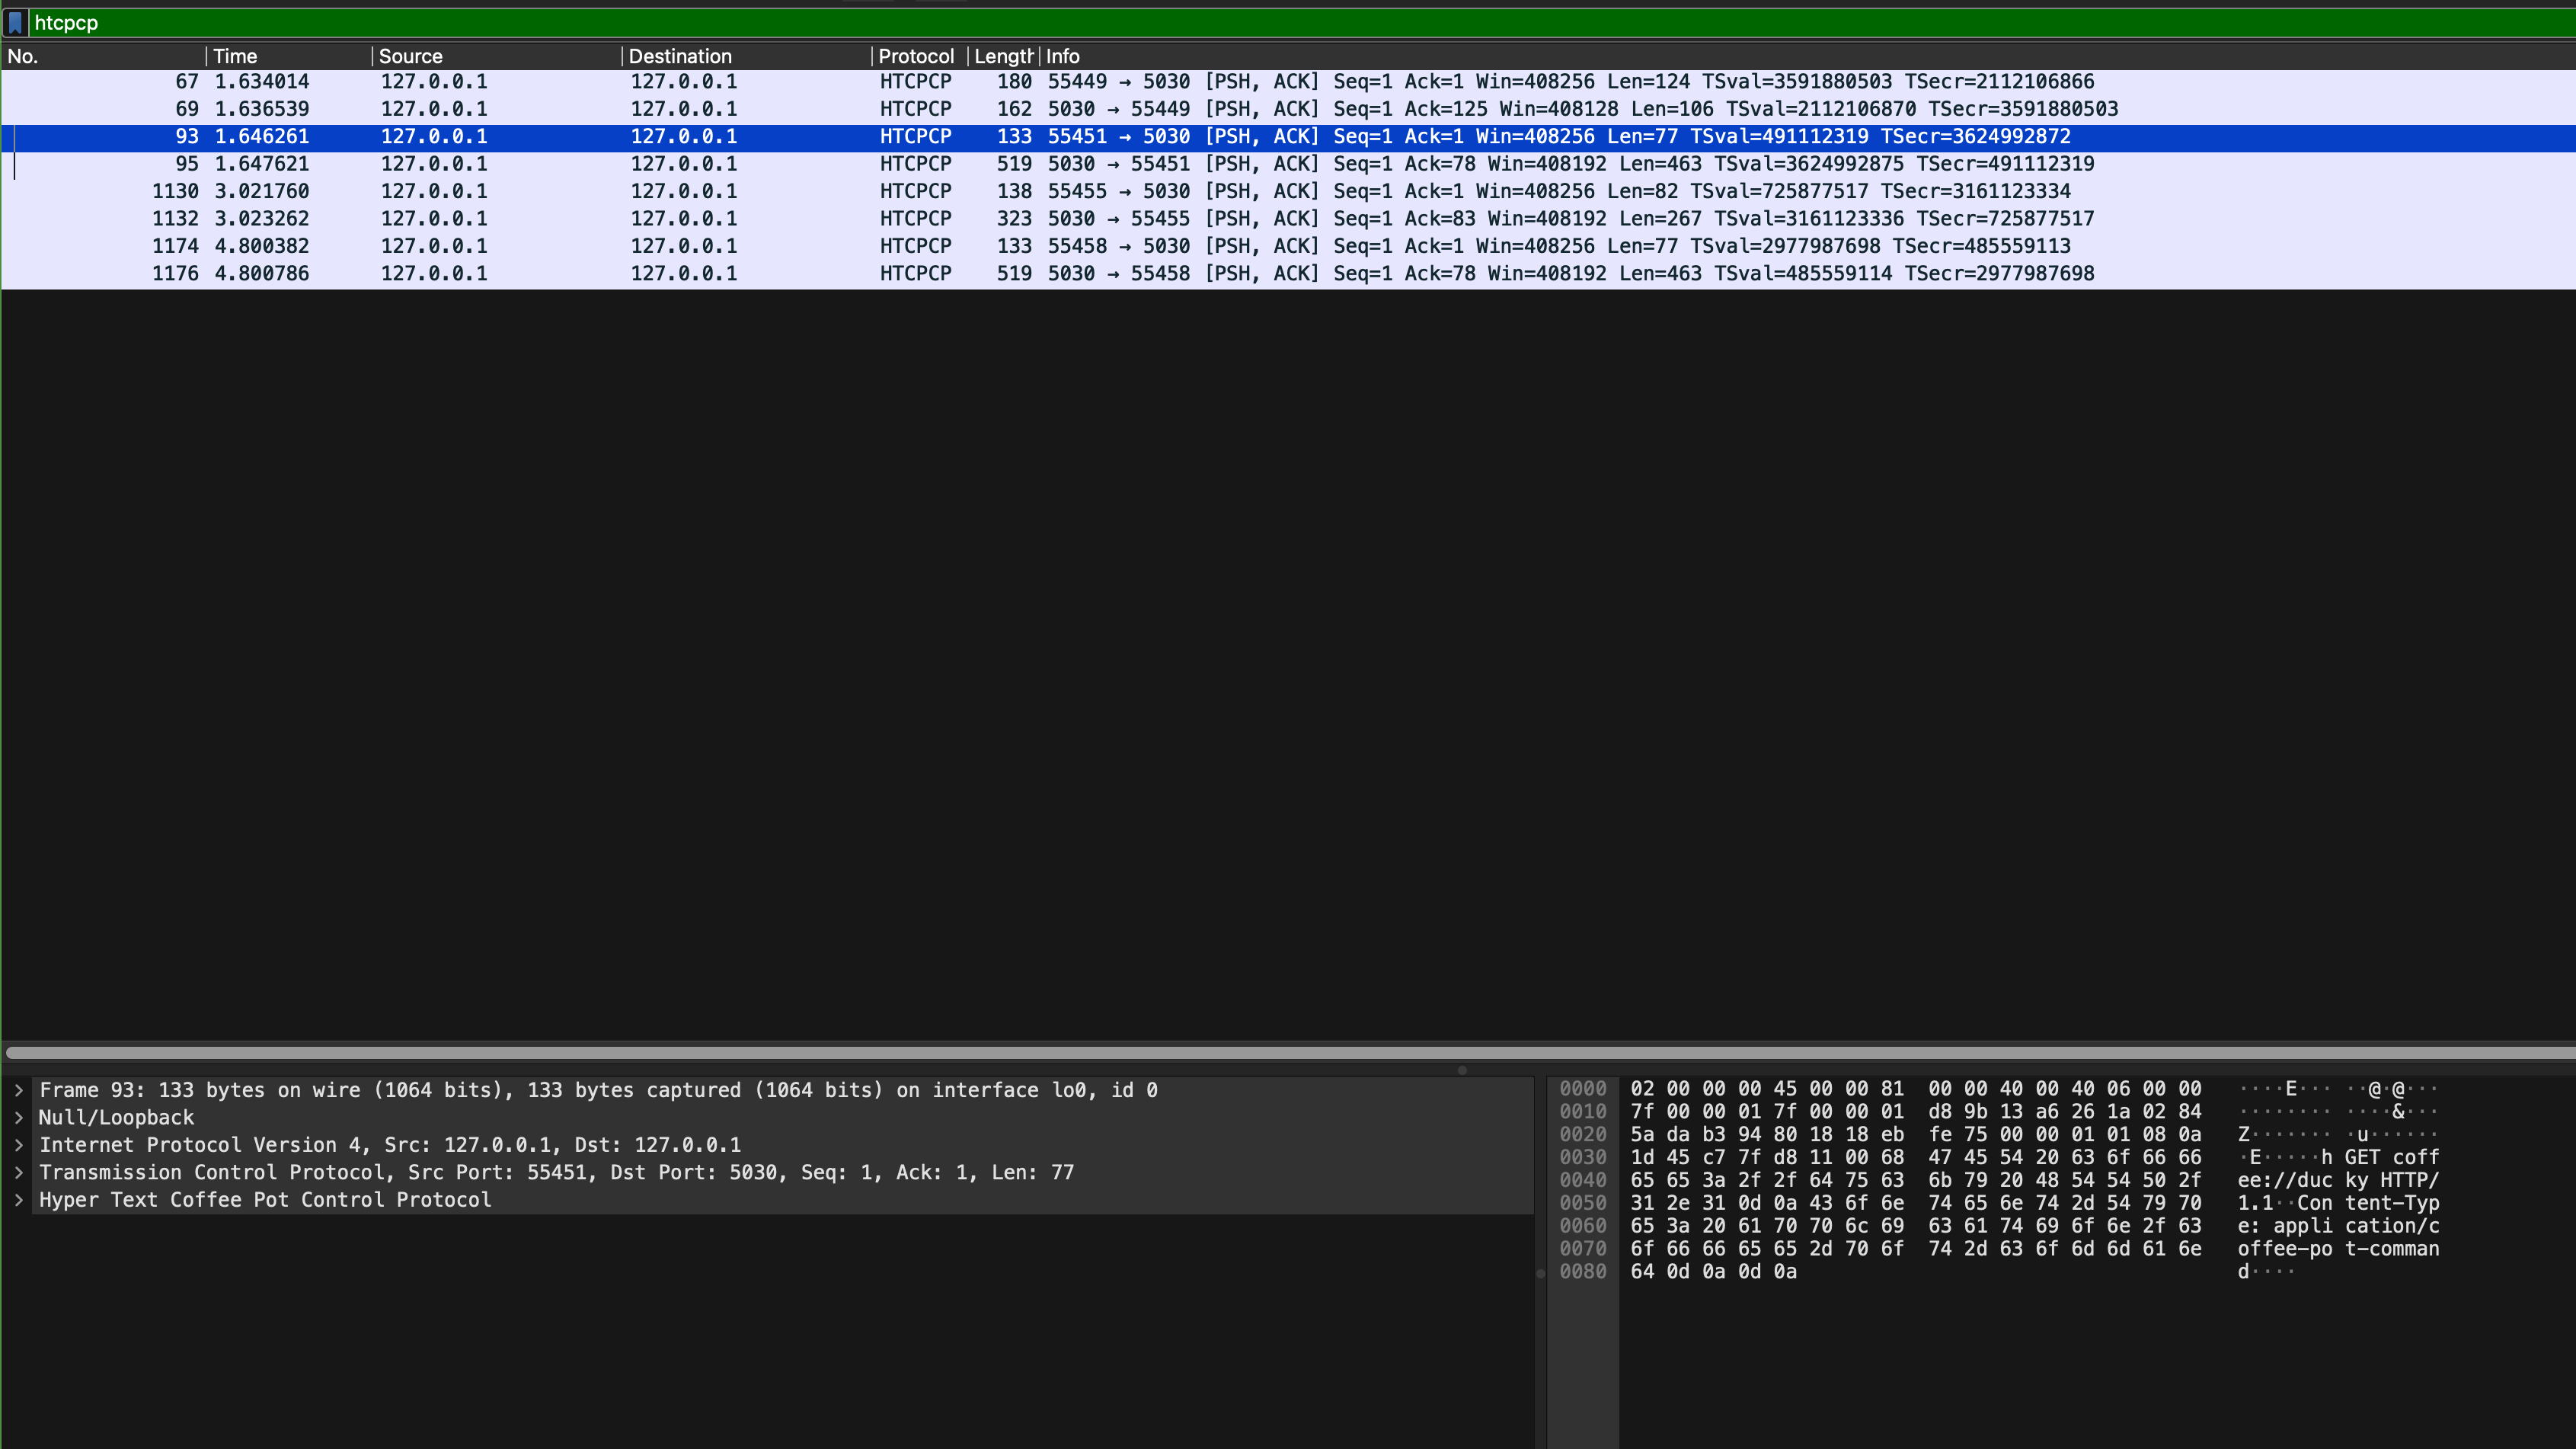 htcpcp
No. Time Source Destination Protocol Length Info
67 1.634014 127.0.0.1 127.0.0.1 HTCPCP 180 55449 → 5030 [PSH, ACK] Seq=1 Ack=1 Win=408256 Len=124 TSval=3591880503 TSecr=2112106866
69 1.636539 127.0.0.1 127.0.0.1 HTCPCP 162 5030 → 55449 [PSH, ACK] Seq=1 Ack=125 Win=408128 Len=106 TSval=2112106870 TSecr=3591880503
93 1.646261 127.0.0.1 127.0.0.1 HTCPCP 133 55451 → 5030 [PSH, ACK] Seq=1 Ack=1 Win=408256 Len=77 TSval=491112319 TSecr=3624992872
95 1.647621 127.0.0.1 127.0.0.1 HTCPCP 519 5030 → 55451 [PSH, ACK] Seq=1 Ack=78 Win=408192 Len=463 TSval=3624992875 TSecr=491112319
1130 3.021760 127.0.0.1 127.0.0.1 HTCPCP 138 55455 → 5030 [PSH, ACK] Seq=1 Ack=1 Win=408256 Len=82 TSval=725877517 TSecr=3161123334
1132 3.023262 127.0.0.1 127.0.0.1 HTCPCP 323 5030 → 55455 [PSH, ACK] Seq=1 Ack=83 Win=408192 Len=267 TSval=3161123336 TSecr=725877517
1174 4.800382 127.0.0.1 127.0.0.1 HTCPCP 133 55458 → 5030 [PSH, ACK] Seq=1 Ack=1 Win=408256 Len=77 TSval=2977987698 TSecr=485559113
1176 4.800786 127.0.0.1 127.0.0.1 HTCPCP 519 5030 → 55458 [PSH, ACK] Seq=1 Ack=78 Win=408192 Len=463 TSval=485559114 TSecr=2977987698
Frame 93: 133 bytes on wire (1064 bits), 133 bytes captured (1064 bits) on interface lo0, id 0
Null/Loopback
Internet Protocol Version 4, Src: 127.0.0.1, Dst: 127.0.0.1
Transmission Control Protocol, Src Port: 55451, Dst Port: 5030, Seq: 1, Ack: 1, Len: 77
Hyper Text Coffee Pot Control Protocol
0000 02 00 00 00 45 00 00 81 00 00 40 00 40 06 00 00 ····E··· ··@·@···
0010 7f 00 00 01 7f 00 00 01 d8 9b 13 a6 26 1a 02 84 ········ ····&···
0020 5a da b3 94 80 18 18 eb fe 75 00 00 01 01 08 0a Z······· ·u······
0030 1d 45 c7 7f d8 11 00 68 47 45 54 20 63 6f 66 66 ·E·····h GET coff
0040 65 65 3a 2f 2f 64 75 63 6b 79 20 48 54 54 50 2f ee://duc ky HTTP/
0050 31 2e 31 0d 0a 43 6f 6e 74 65 6e 74 2d 54 79 70 1.1··Con tent-Typ
0060 65 3a 20 61 70 70 6c 69 63 61 74 69 6f 6e 2f 63 e: appli cation/c
0070 6f 66 66 65 65 2d 70 6f 74 2d 63 6f 6d 6d 61 6e offee-po t-comman
0080 64 0d 0a 0d 0a d····